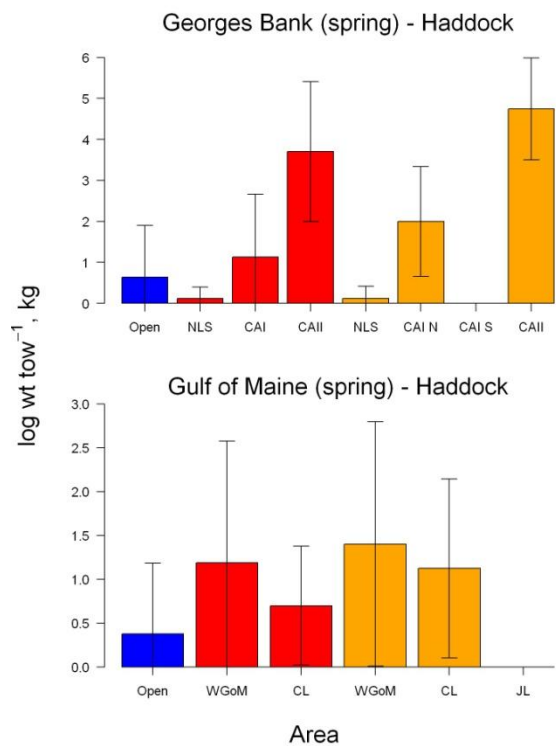 Georges Bank (spring) - Haddock
6
5
4
3
2
1
0
Open NLS CAI CAII NLS CAI N CAI S CAII
log wt tow⁻¹, kg
Gulf of Maine (spring) - Haddock
3.0
2.5
2.0
1.5
1.0
0.5
0.0
Open WGoM CL WGoM CL JL
Area